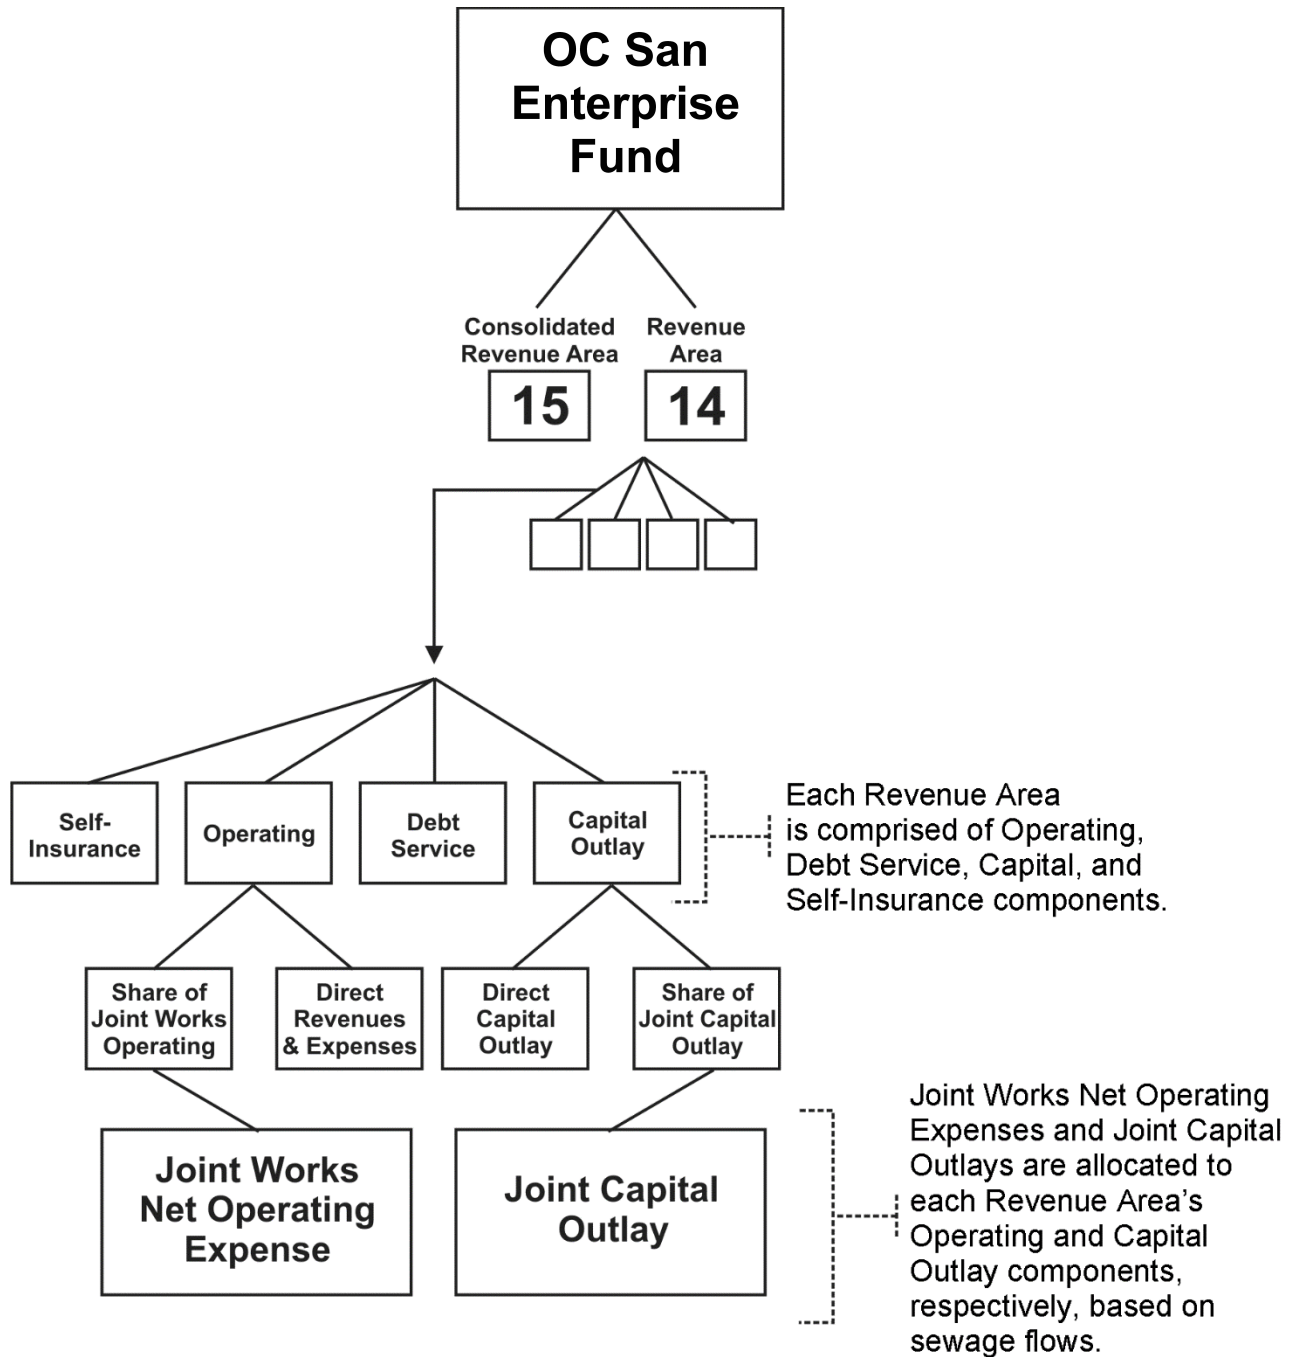 OC San
Enterprise
Fund
Consolidated
Revenue Area
15
Revenue
Area
14
Self-
Insurance
Operating
Debt
Service
Capital
Outlay
Each Revenue Area
is comprised of Operating,
Debt Service, Capital, and
Self-Insurance components.
Share of
Joint Works
Operating
Direct
Revenues
& Expenses
Direct
Capital
Outlay
Share of
Joint Capital
Outlay
Joint Works
Net Operating
Expense
Joint Capital
Outlay
Joint Works Net Operating
Expenses and Joint Capital
Outlays are allocated to
each Revenue Area’s
Operating and Capital
Outlay components,
respectively, based on
sewage flows.